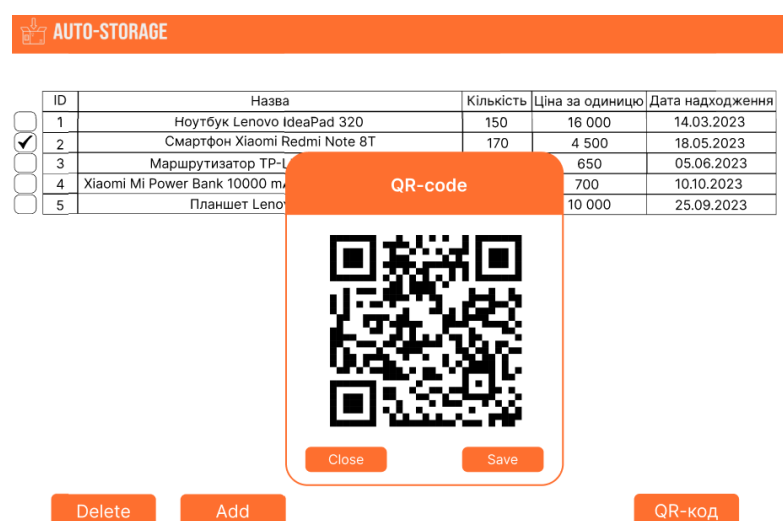 AUTO-STORAGE
ID Назва Кількість Ціна за одиницю Дата надходження
1 Ноутбук Lenovo IdeaPad 320 150 16 000 14.03.2023
2 Смартфон Xiaomi Redmi Note 8T 170 4 500 18.05.2023
3 Маршрутизатор 650 05.06.2023
4 Xiaomi Mi Power Bank 10000 700 10.10.2023
5 Планшет 10 000 25.09.2023
QR-code
Close Save
Delete Add QR-код